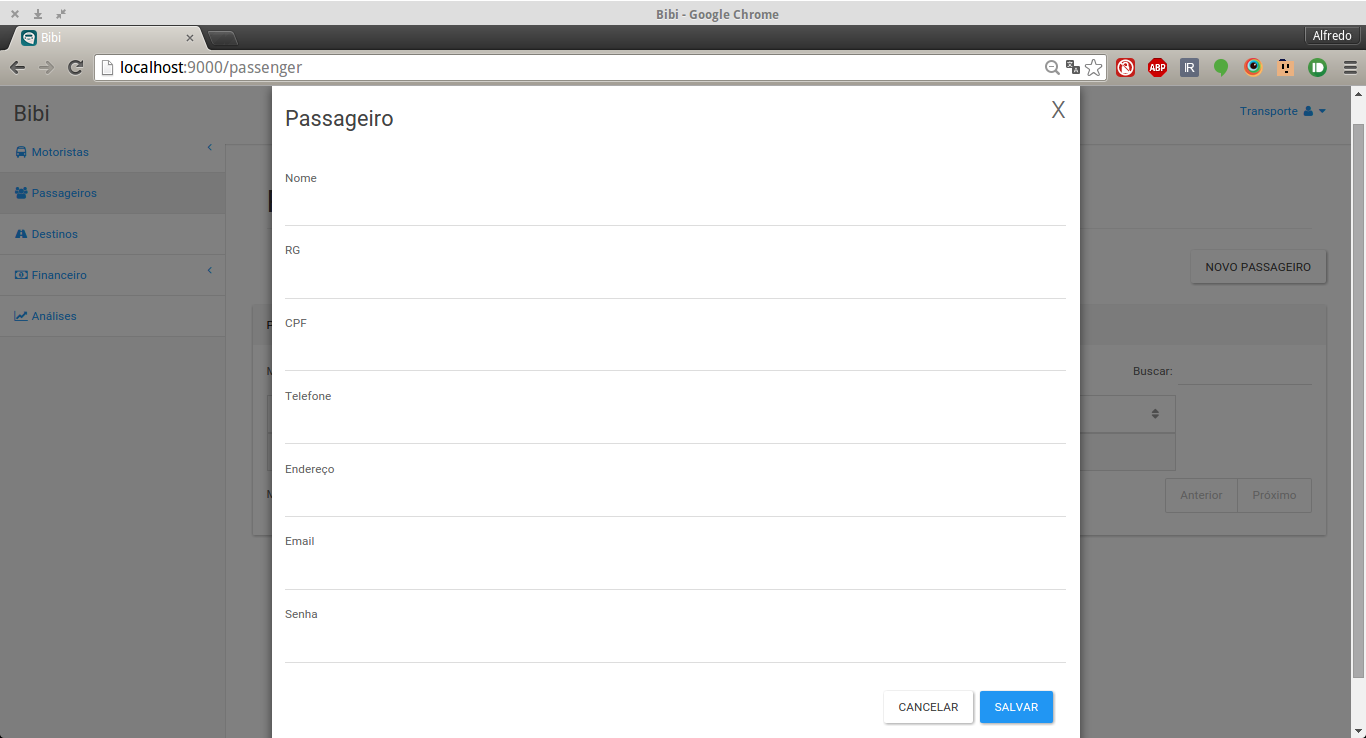 Bibi - Google Chrome
Bibi
Alfredo
localhost:9000/passenger
ABP
IR
Bibi
Transporte
Motoristas
Passageiros
Destinos
Financeiro
Análises
Passageiro
X
Nome
RG
CPF
Telefone
Endereço
Email
Senha
CANCELAR
SALVAR
NOVO PASSAGEIRO
Buscar:
Anterior
Próximo